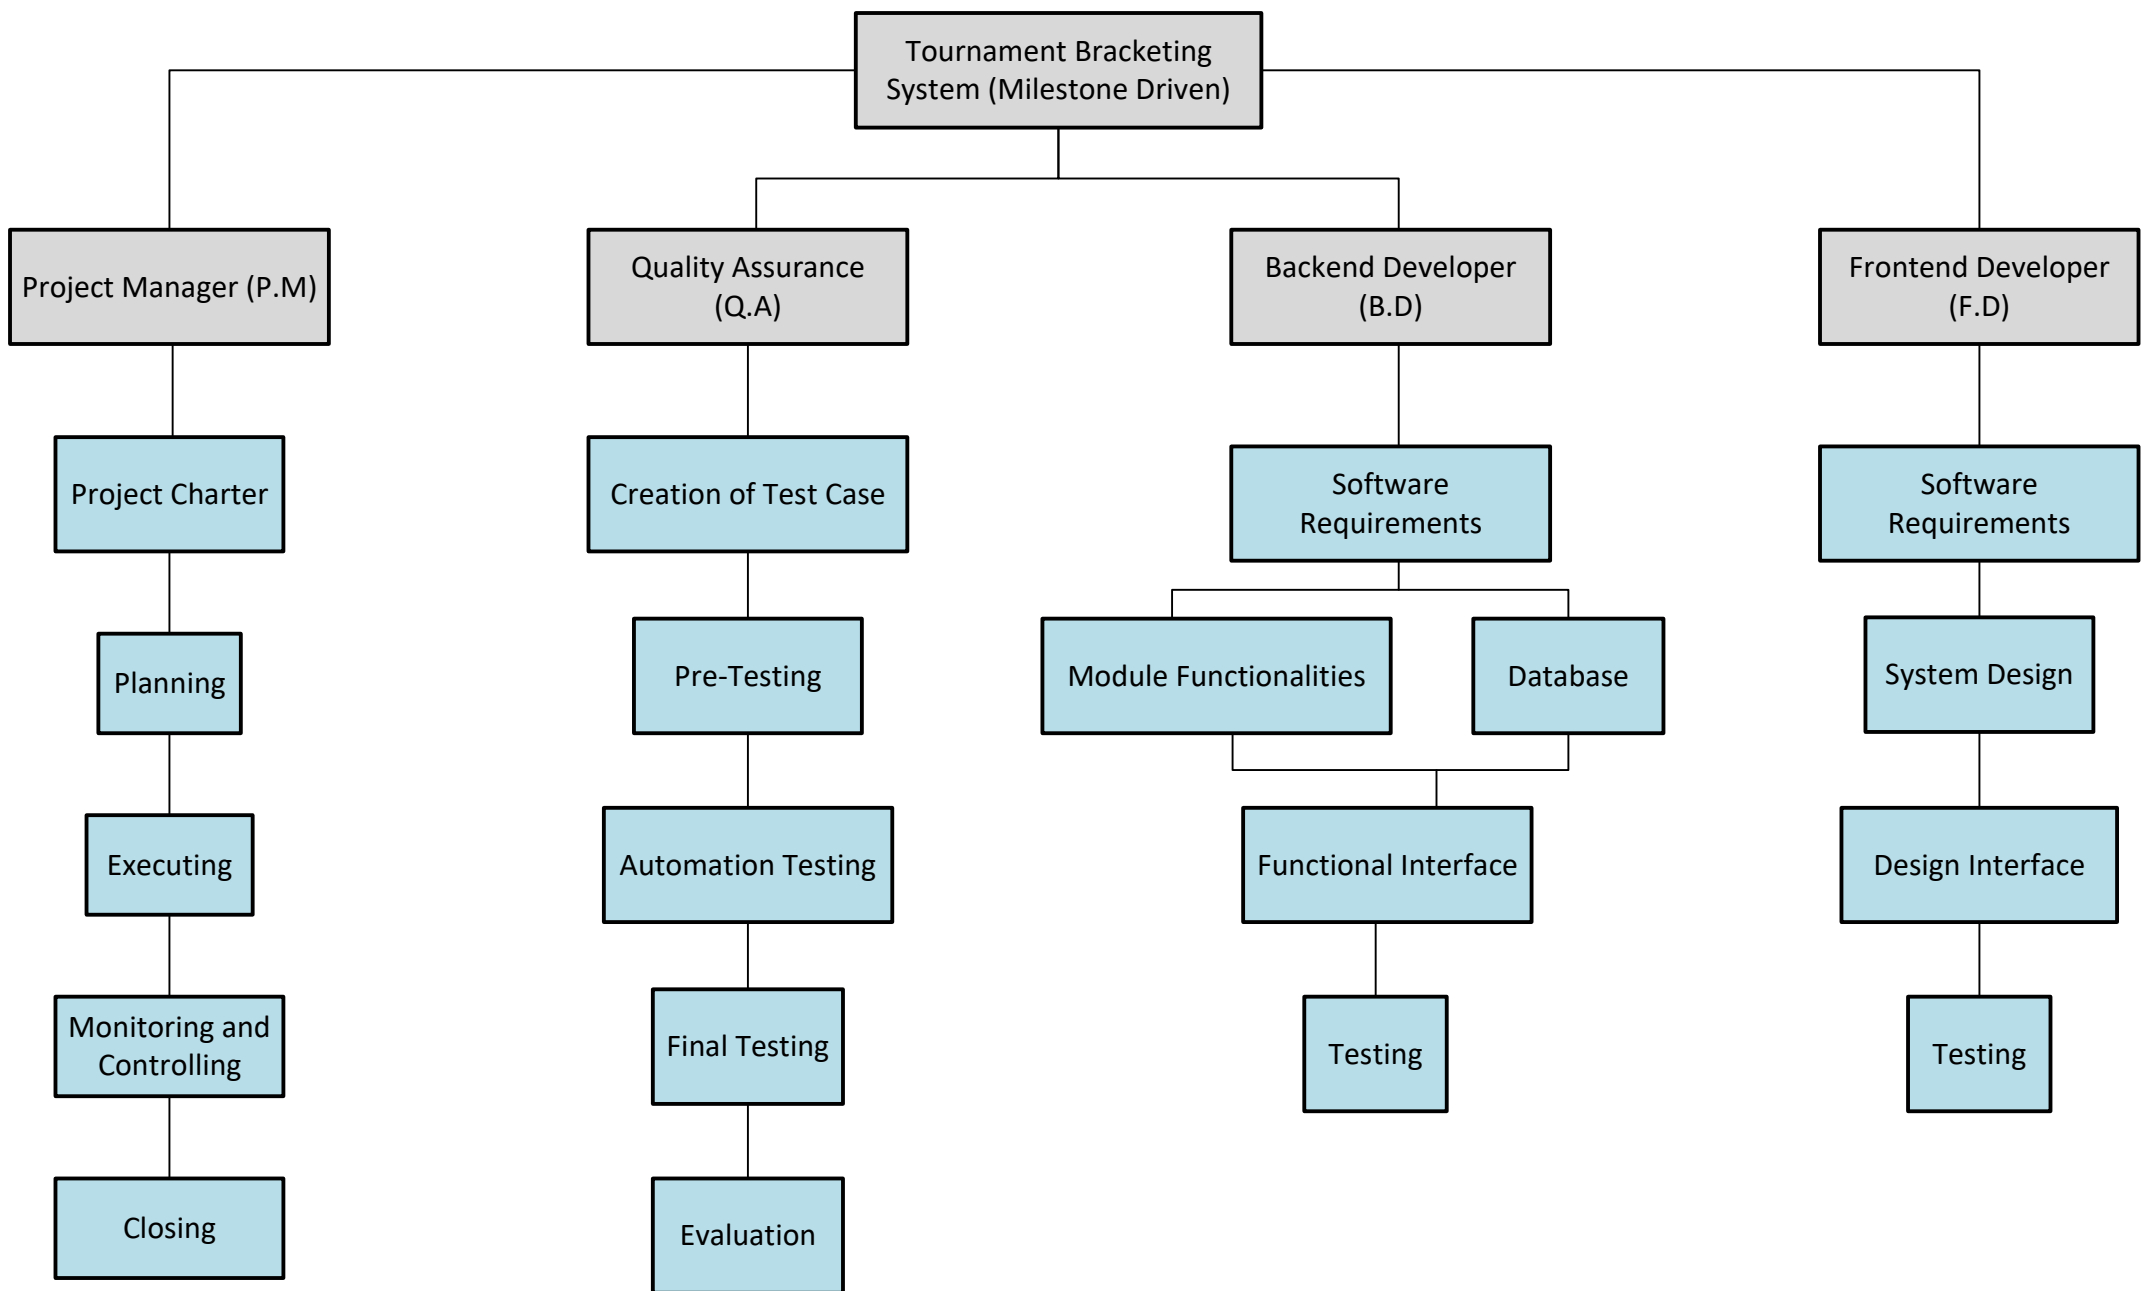 Tournament Bracketing
System (Milestone Driven)
Project Manager (P.M)
Quality Assurance
(Q.A)
Backend Developer
(B.D)
Frontend Developer
(F.D)
Project Charter
Creation of Test Case
Software
Requirements
Software
Requirements
Planning
Pre-Testing
Module Functionalities
Database
System Design
Executing
Automation Testing
Functional Interface
Design Interface
Monitoring and
Controlling
Final Testing
Testing
Testing
Closing
Evaluation